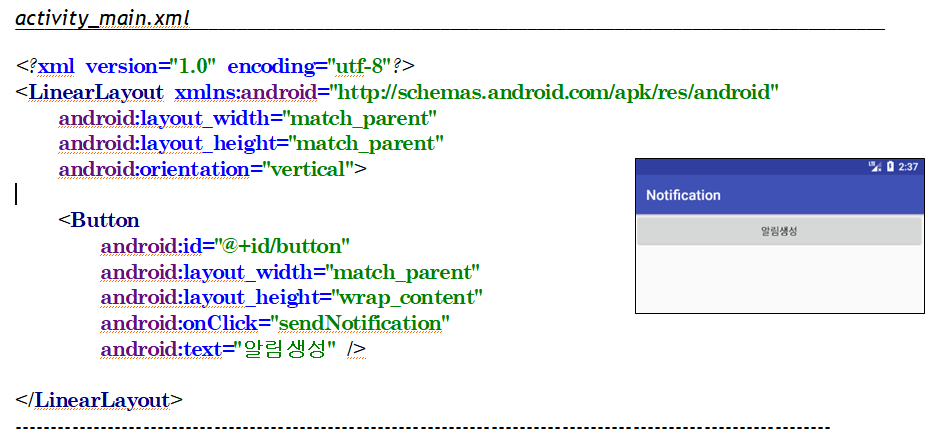 activity_main.xml
<?xml version="1.0" encoding="utf-8"?>
<LinearLayout xmlns:android="http://schemas.android.com/apk/res/android"
android:layout_width="match_parent"
android:layout_height="match_parent"
android:orientation="vertical">
<Button
android:id="@+id/button"
android:layout_width="match_parent"
android:layout_height="wrap_content"
android:onClick="sendNotification"
android:text="알림생성" />
</LinearLayout>
LTE 2:37
Notification
알림생성